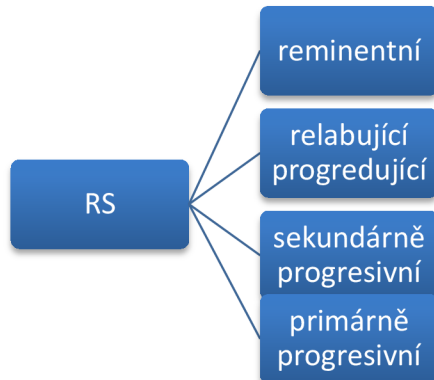 reminentní
relabující
progredující
RS
sekundárně
progresivní
primárně
progresivní